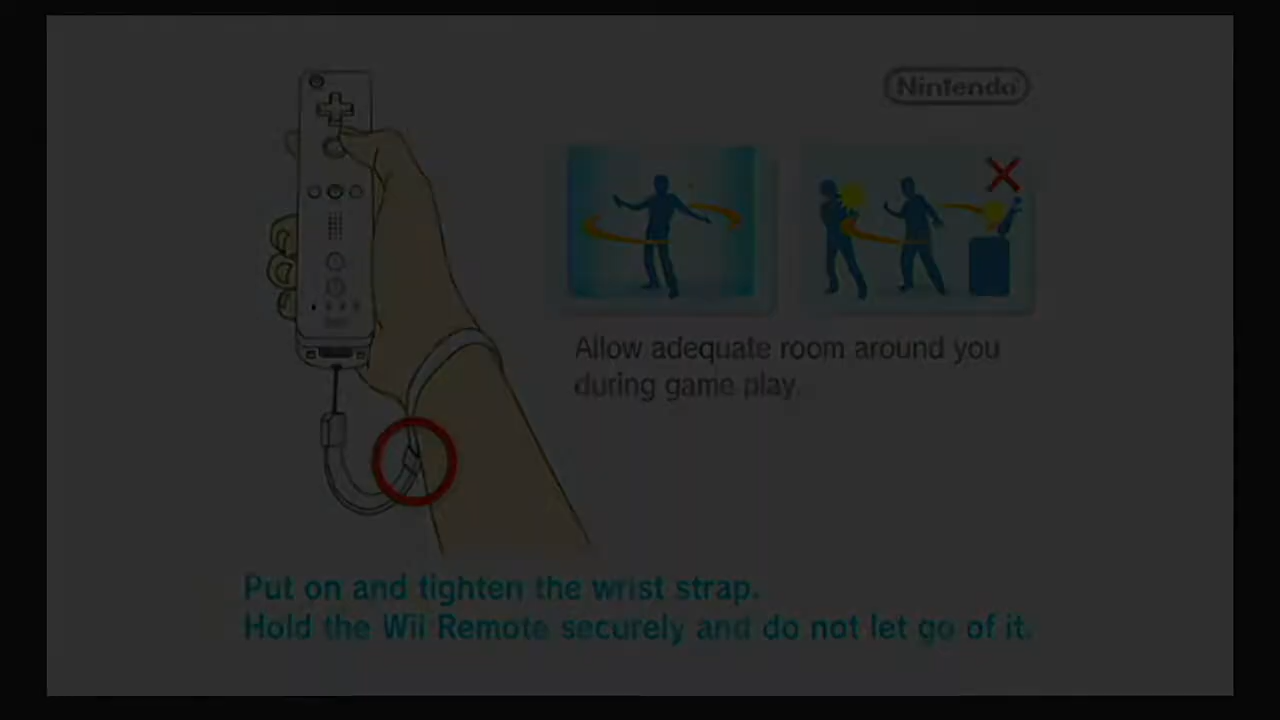 Nintendo
Allow adequate room around you
during game play.
Put on and tighten the wrist strap.
Hold the Wii Remote securely and do not let go of it.